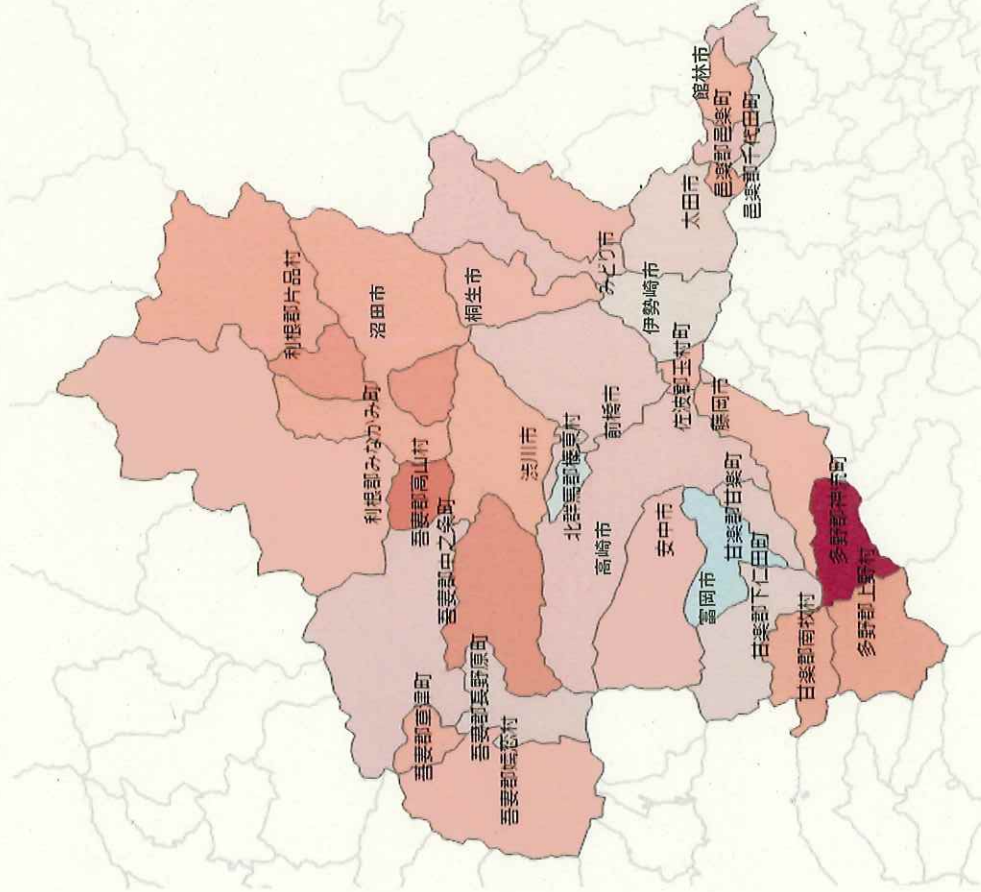 館林市
邑楽郡邑楽町
邑楽郡千代田町
太田市
みどり市
伊勢崎市
利根郡片品村
沼田市
桐生市
佐波郡玉村町
藤岡市
前橋市
利根郡みなかみ町
渋川市
北群馬郡榛東村
吾妻郡高山村
吾妻郡中之条町
高崎市
安中市
甘楽郡甘楽町
多野郡神流町
富岡市
甘楽郡下仁田町
多野郡上野村
甘楽郡南牧村
吾妻郡草津町
吾妻郡長野原町
吾妻郡嬬恋村